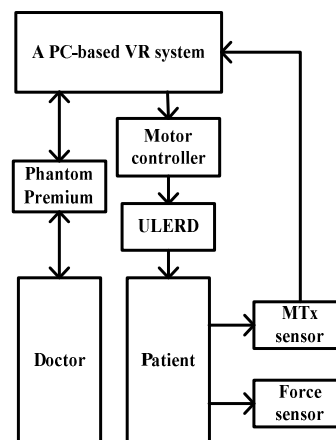 A PC-based VR system
Motor
controller
Phantom
Premium
ULERD
Doctor
Patient
MTx
sensor
Force
sensor